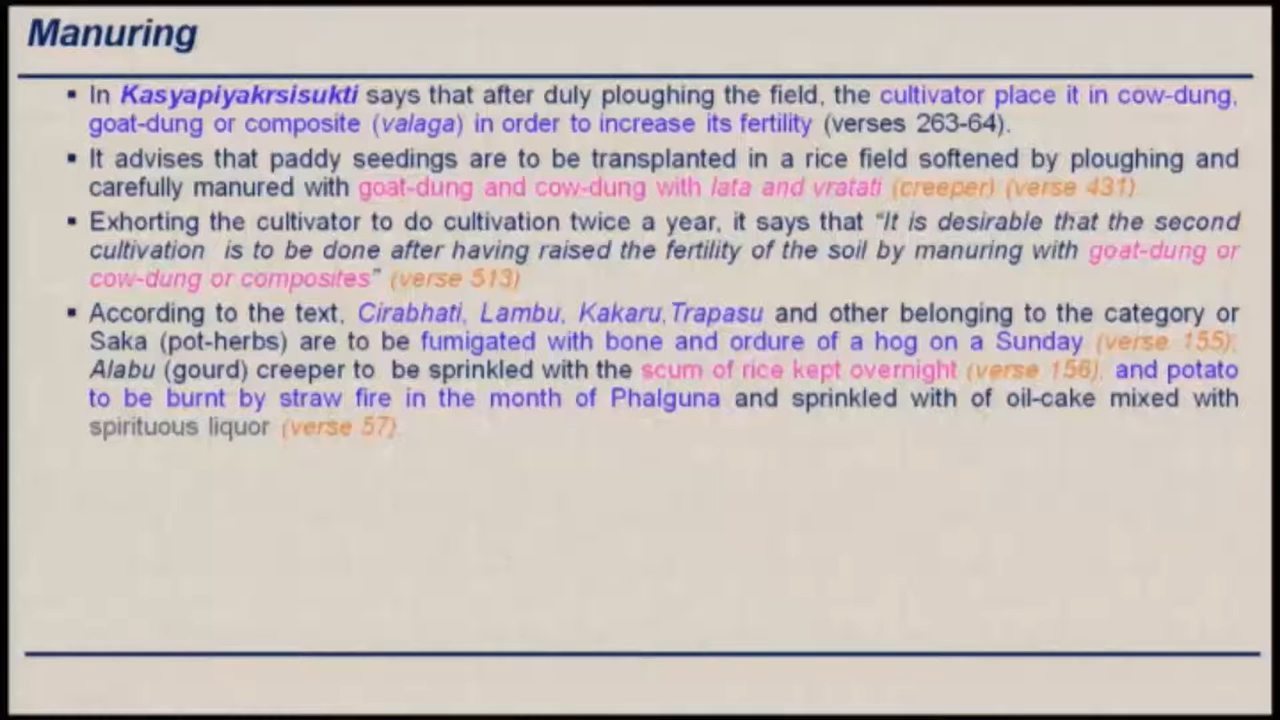 Manuring
▪ In Kasyapiyakrsisukti says that after duly ploughing the field, the cultivator place it in cow-dung,
goat-dung or composite (valaga) in order to increase its fertility (verses 263-64).
▪ It advises that paddy seedings are to be transplanted in a rice field softened by ploughing and
carefully manured with goat-dung and cow-dung with lata and vratati (creeper) (verse 431)
▪ Exhorting the cultivator to do cultivation twice a year, it says that “It is desirable that the second
cultivation is to be done after having raised the fertility of the soil by manuring with goat-dung or
cow-dung or composites” (verse 513)
▪ According to the text, Cirabhati, Lambu, Kakaru, Trapasu and other belonging to the category or
Saka (pot-herbs) are to be fumigated with bone and ordure of a hog on a Sunday (verse 155);
Alabu (gourd) creeper to be sprinkled with the scum of rice kept overnight (verse 156), and potato
to be burnt by straw fire in the month of Phalguna and sprinkled with of oil-cake mixed with
spirituous liquor (verse 57)